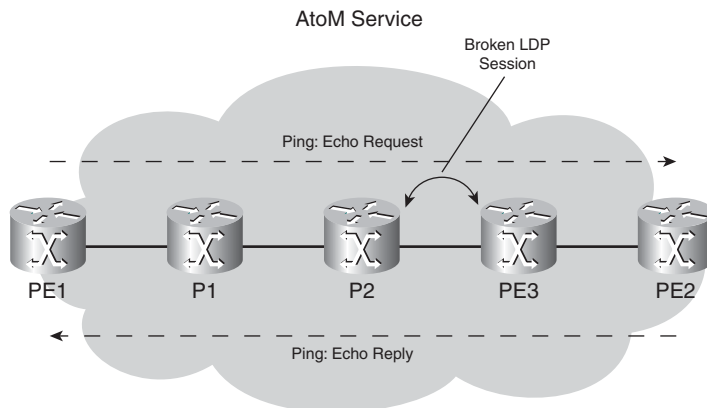 AtoM Service
Broken LDP
Session
Ping: Echo Request
PE1
P1
P2
PE3
PE2
Ping: Echo Reply